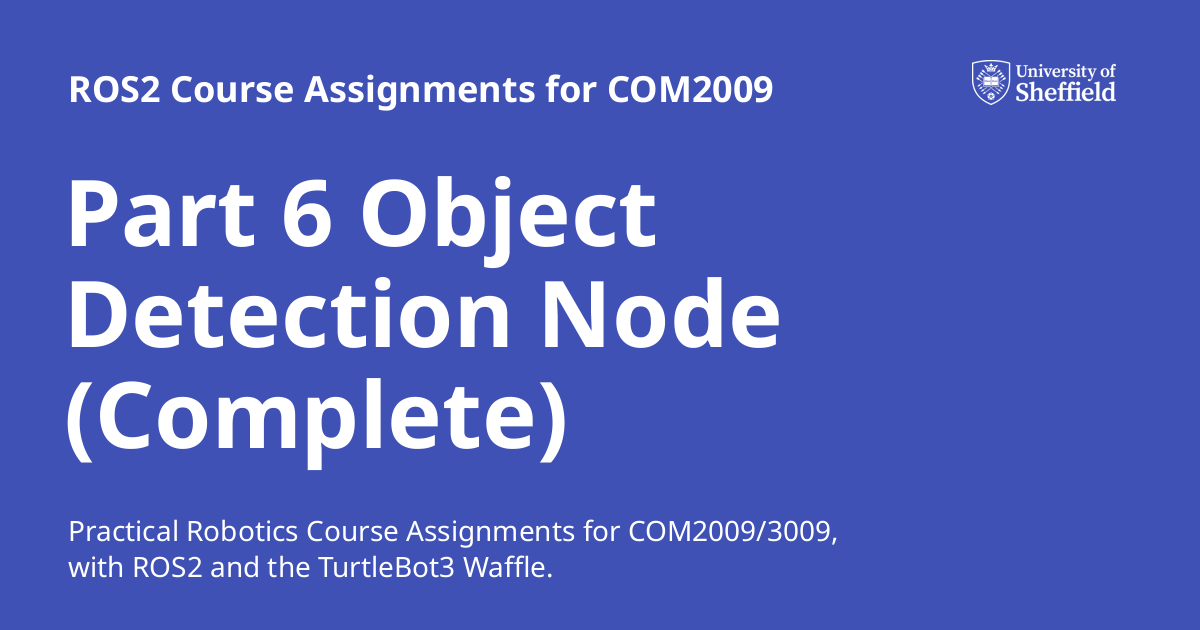 ROS2 Course Assignments for COM2009
University of
Sheffield
Part 6 Object
Detection Node
(Complete)
Practical Robotics Course Assignments for COM2009/3009,
with ROS2 and the TurtleBot3 Waffle.